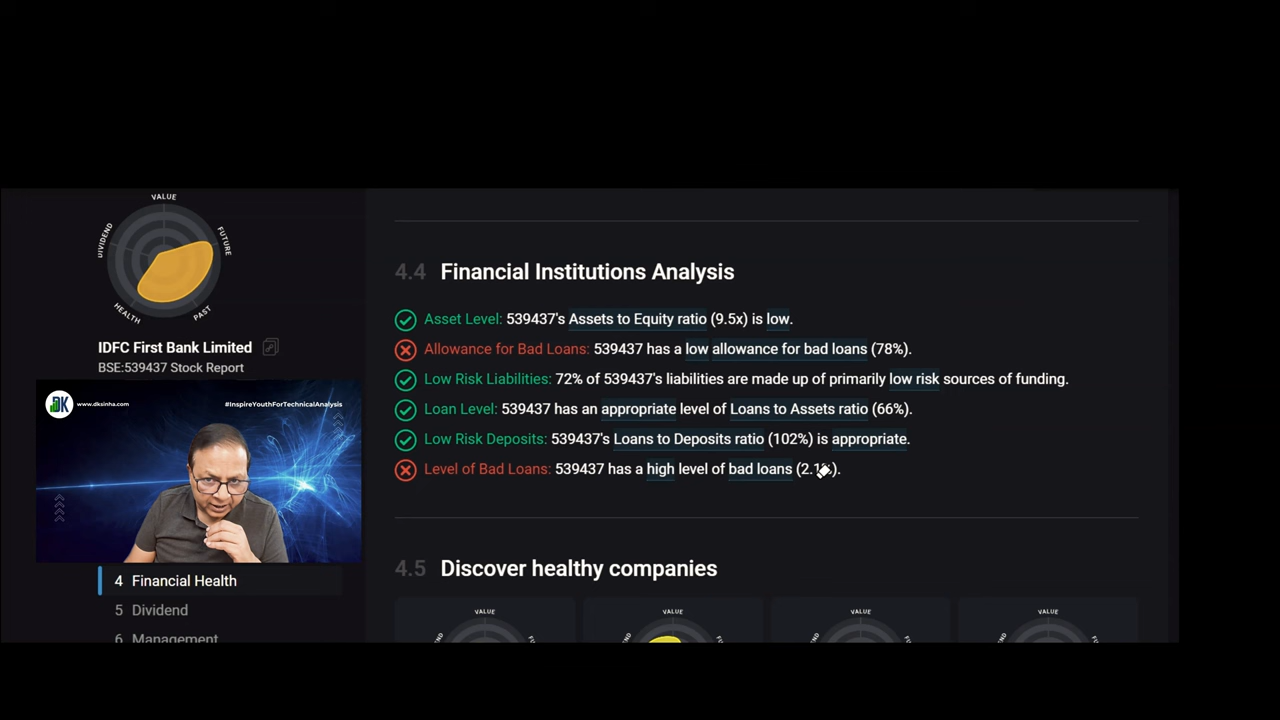 VALUE
FUTURE
DIVIDEND
HEALTH
PAST
IDFC First Bank Limited
BSE:539437 Stock Report
DK www.dksinha.com
#InspireYouthForTechnicalAnalysis
4 Financial Health
5 Dividend
6 Management
4.4 Financial Institutions Analysis
Asset Level: 539437's Assets to Equity ratio (9.5x) is low.
Allowance for Bad Loans: 539437 has a low allowance for bad loans (78%).
Low Risk Liabilities: 72% of 539437's liabilities are made up of primarily low risk sources of funding.
Loan Level: 539437 has an appropriate level of Loans to Assets ratio (66%).
Low Risk Deposits: 539437's Loans to Deposits ratio (102%) is appropriate.
Level of Bad Loans: 539437 has a high level of bad loans
4.5 Discover healthy companies
VALUE
VALUE
VALUE
VALUE